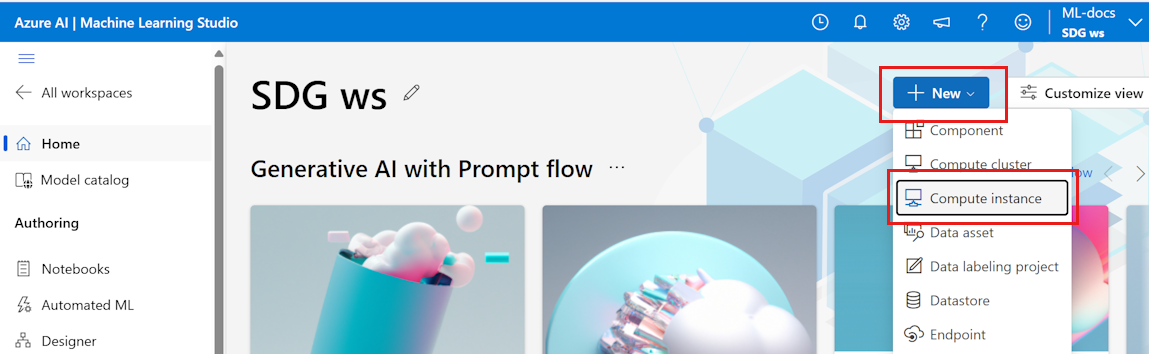 Azure AI | Machine Learning Studio
ML-docs
SDG ws
All workspaces
Home
Model catalog
Authoring
Notebooks
Automated ML
Designer
SDG ws
New
Customize view
Generative AI with Prompt flow
Component
Compute cluster
Compute instance
Data asset
Data labeling project
Datastore
Endpoint